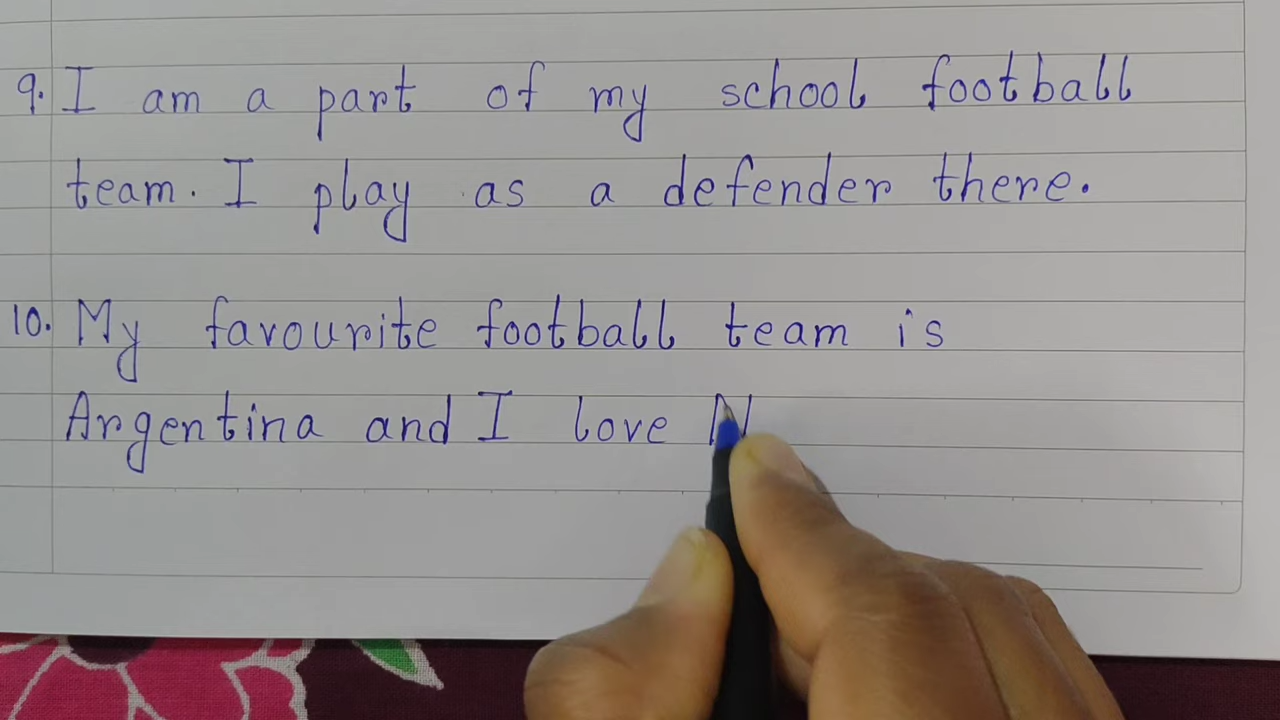 9. I am a part of my school football
team. I play as a defender there.
10. My favourite football team is
Argentina and I love